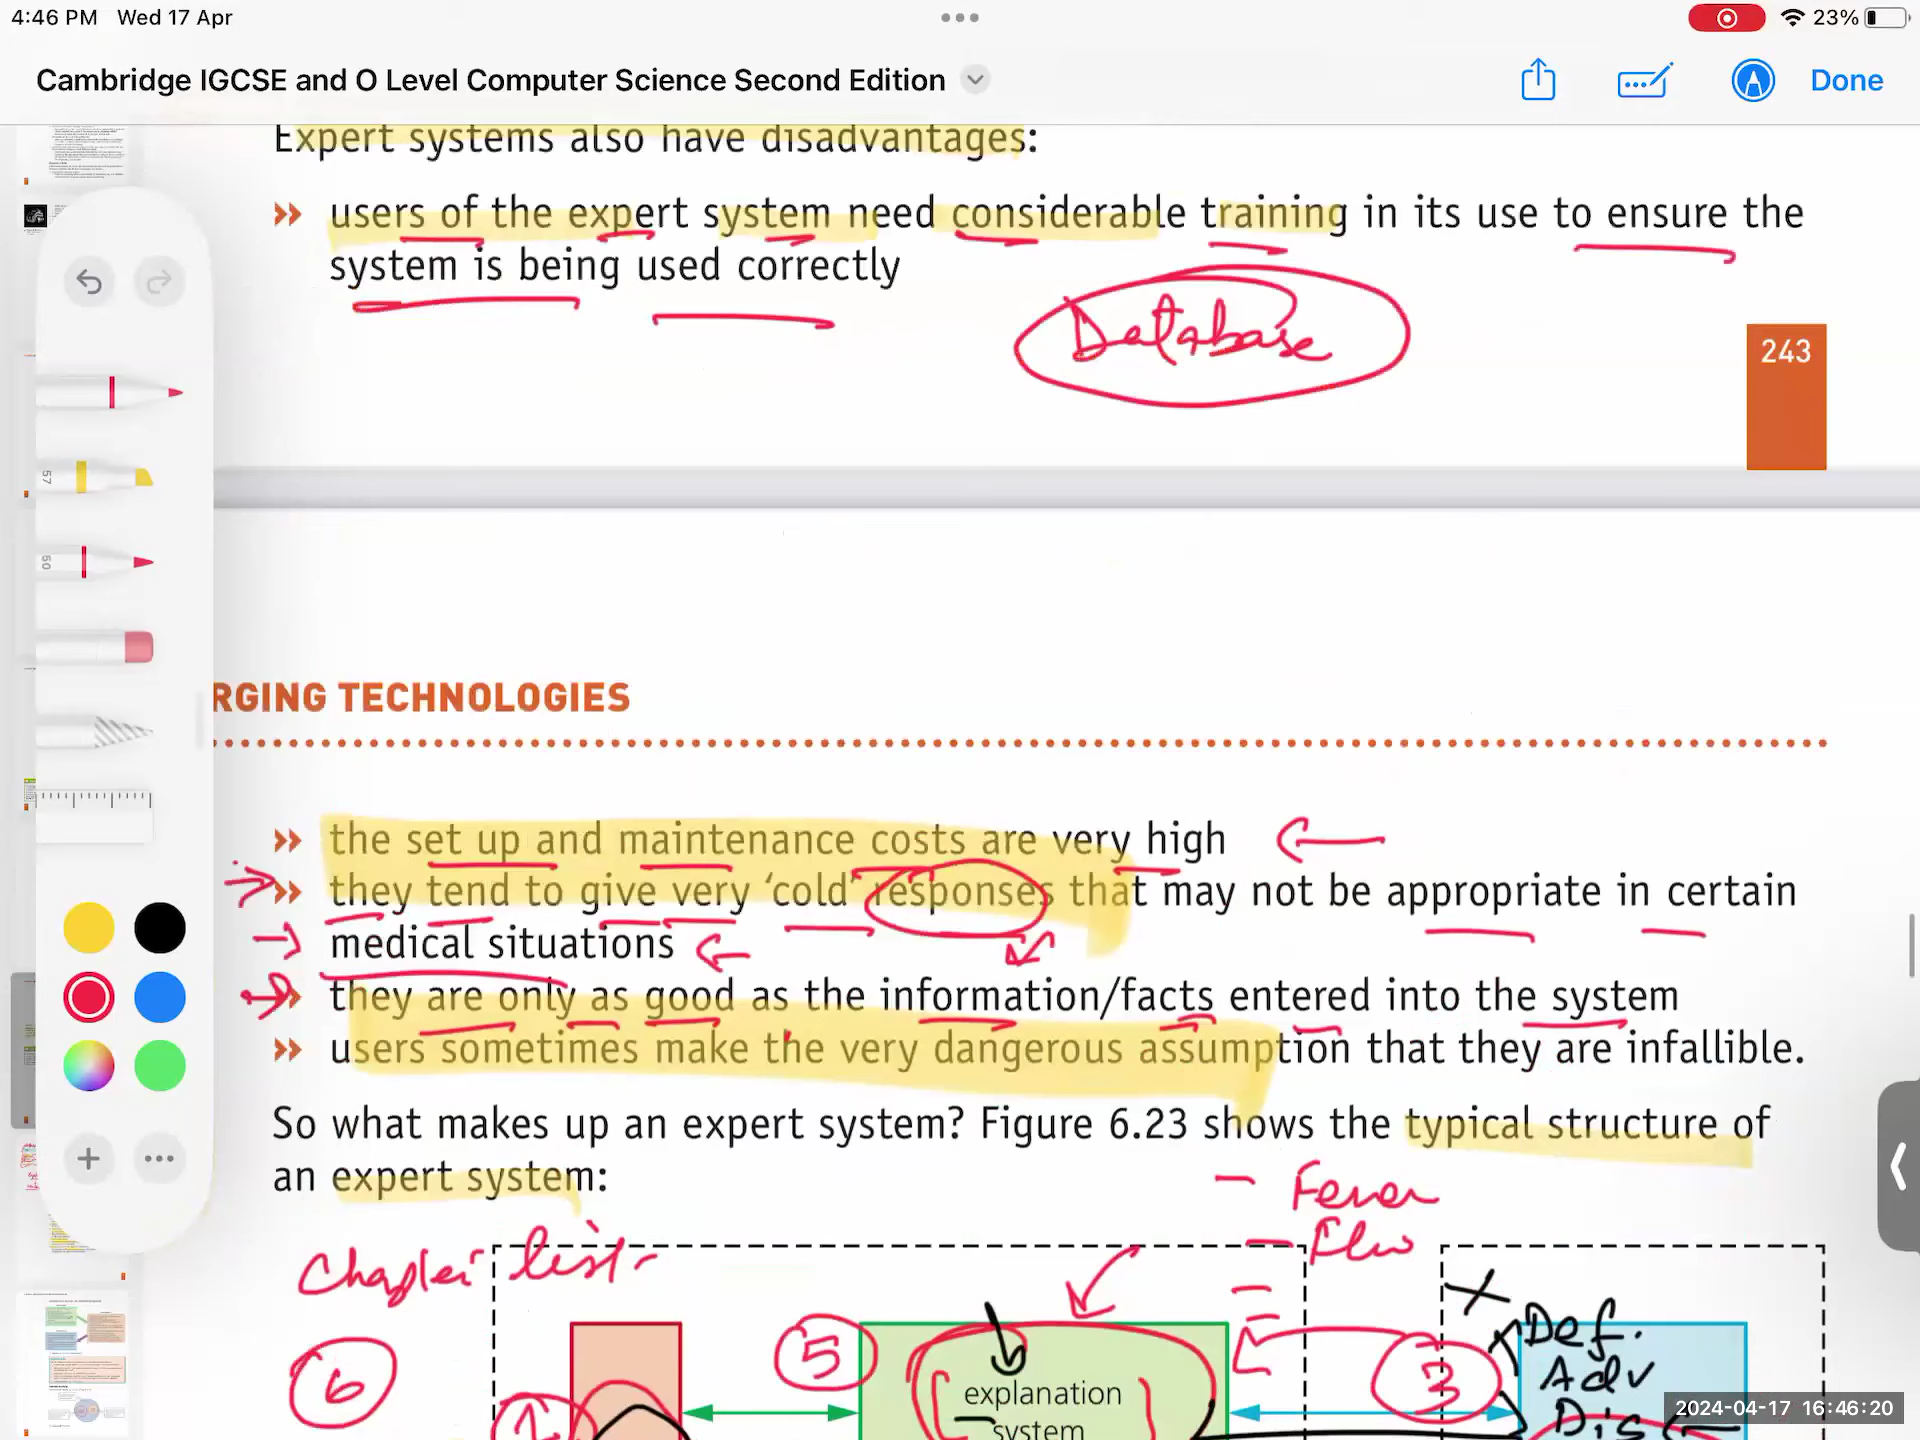 4:46 PM Wed 17 Apr
23%
Cambridge IGCSE and O Level Computer Science Second Edition
Done
Expert systems also have disadvantages:
» users of the expert system need considerable training in its use to ensure the
system is being used correctly
Database
243
RGING TECHNOLOGIES
» the set up and maintenance costs are very high
» they tend to give very ‘cold’ responses that may not be appropriate in certain
medical situations
» they are only as good as the information/facts entered into the system
» users sometimes make the very dangerous assumption that they are infallible.
So what makes up an expert system? Figure 6.23 shows the typical structure of
an expert system:
- Fever
- Flu
Chapter list
6
5
3
1
explanation
system
Def.
Adv
Dis
57
50
2024-04-17 16:46:20